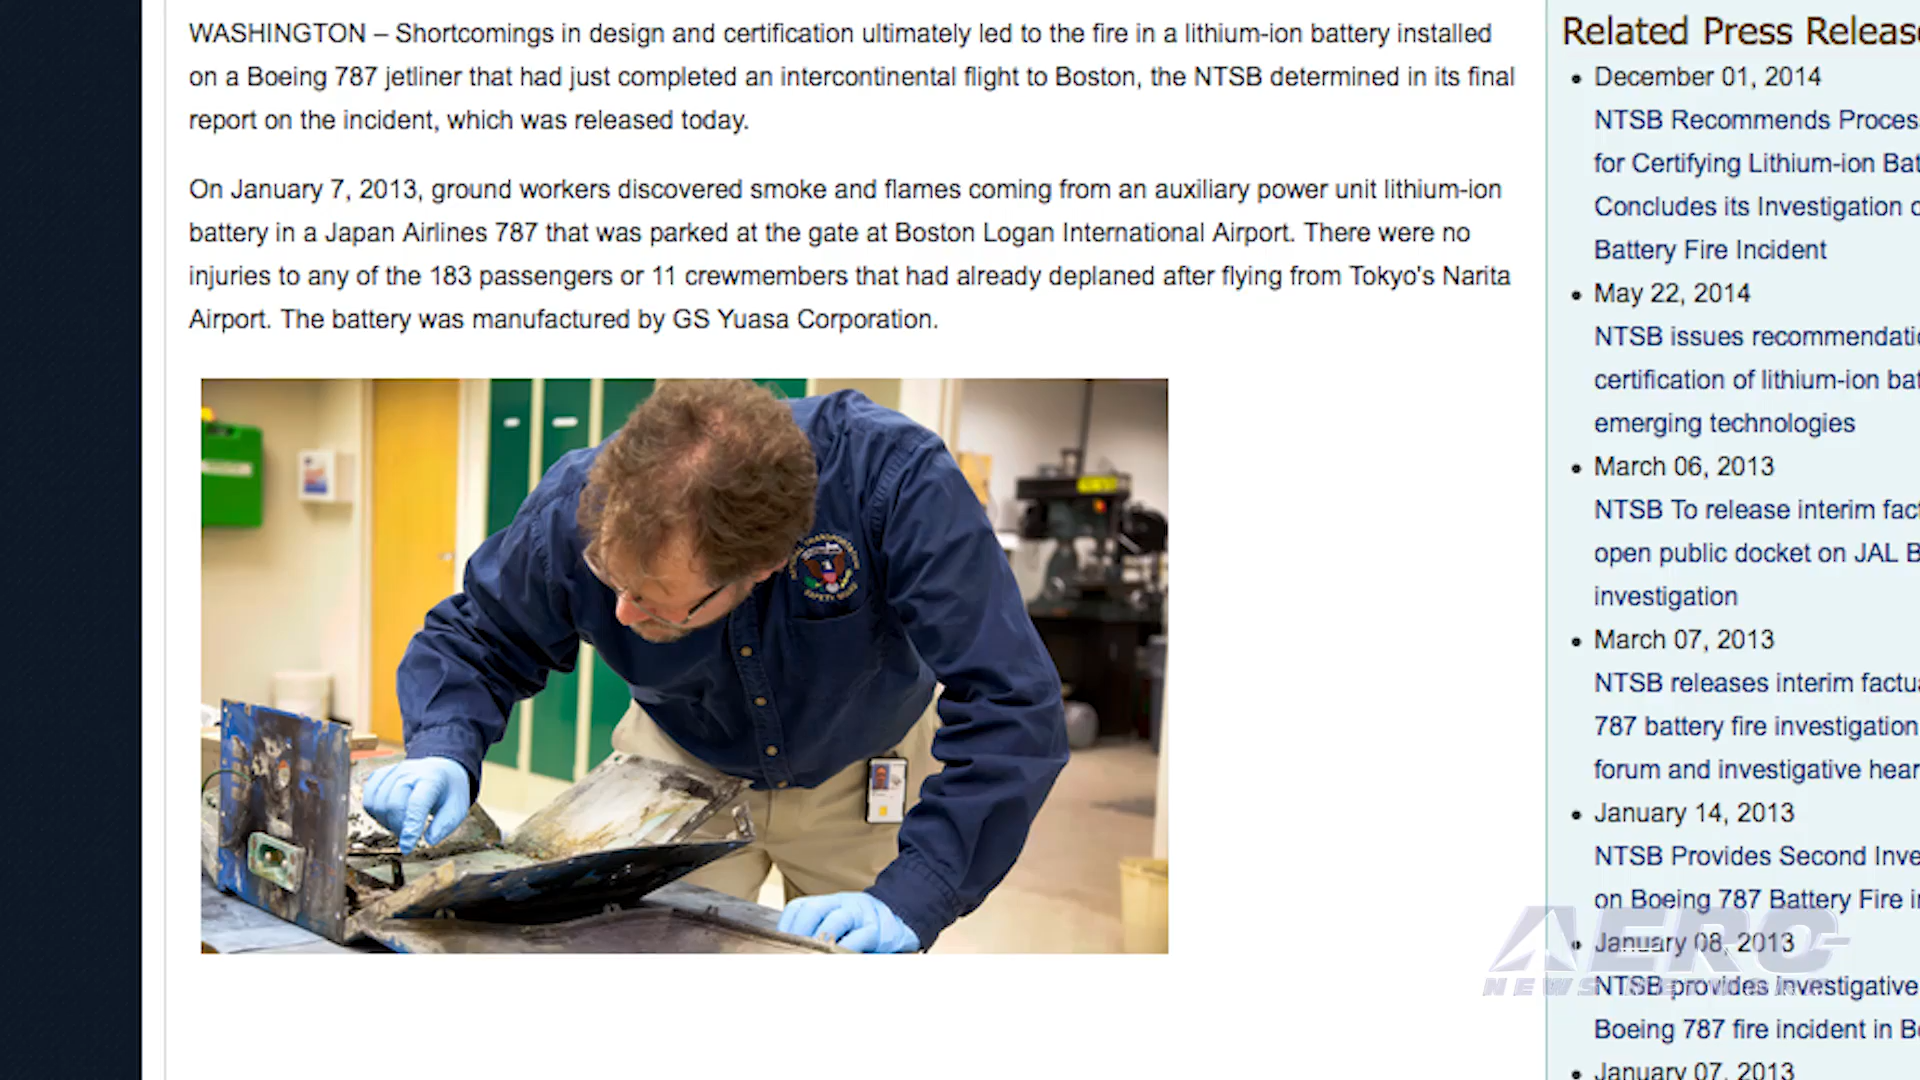 WASHINGTON – Shortcomings in design and certification ultimately led to the fire in a lithium-ion battery installed
on a Boeing 787 jetliner that had just completed an intercontinental flight to Boston, the NTSB determined in its final
report on the incident, which was released today.
On January 7, 2013, ground workers discovered smoke and flames coming from an auxiliary power unit lithium-ion
battery in a Japan Airlines 787 that was parked at the gate at Boston Logan International Airport. There were no
injuries to any of the 183 passengers or 11 crewmembers that had already deplaned after flying from Tokyo's Narita
Airport. The battery was manufactured by GS Yuasa Corporation.
SAFETY BOARD
Related Press Releas
December 01, 2014
NTSB Recommends Proces
for Certifying Lithium-ion Bat
Concludes its Investigation
Battery Fire Incident
May 22, 2014
NTSB issues recommendati
certification of lithium-ion bat
emerging technologies
March 06, 2013
NTSB To release interim fact
open public docket on JAL B
investigation
March 07, 2013
NTSB releases interim factua
787 battery fire investigation
forum and investigative hear
January 14, 2013
NTSB Provides Second Inve
on Boeing 787 Battery Fire i
January 08, 2013
NTSB provides investigative
Boeing 787 fire incident in B
January 07, 2013
AERO
NEWS NETWORK